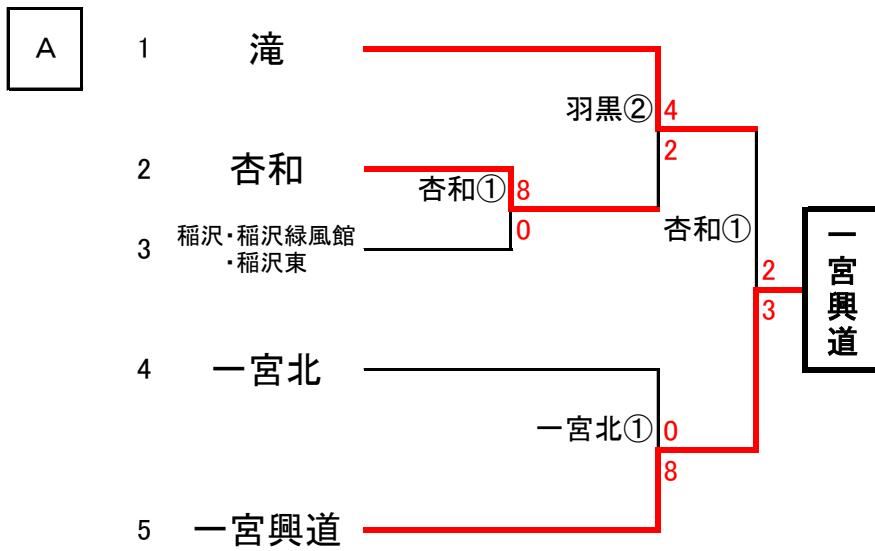 A
1 滝
羽黒② 4
2
2 杏和
杏和① 8
0
3 稲沢・稲沢緑風館
・稲沢東
杏和①
2
3
一宮興道
4 一宮北
一宮北① 0
8
5 一宮興道